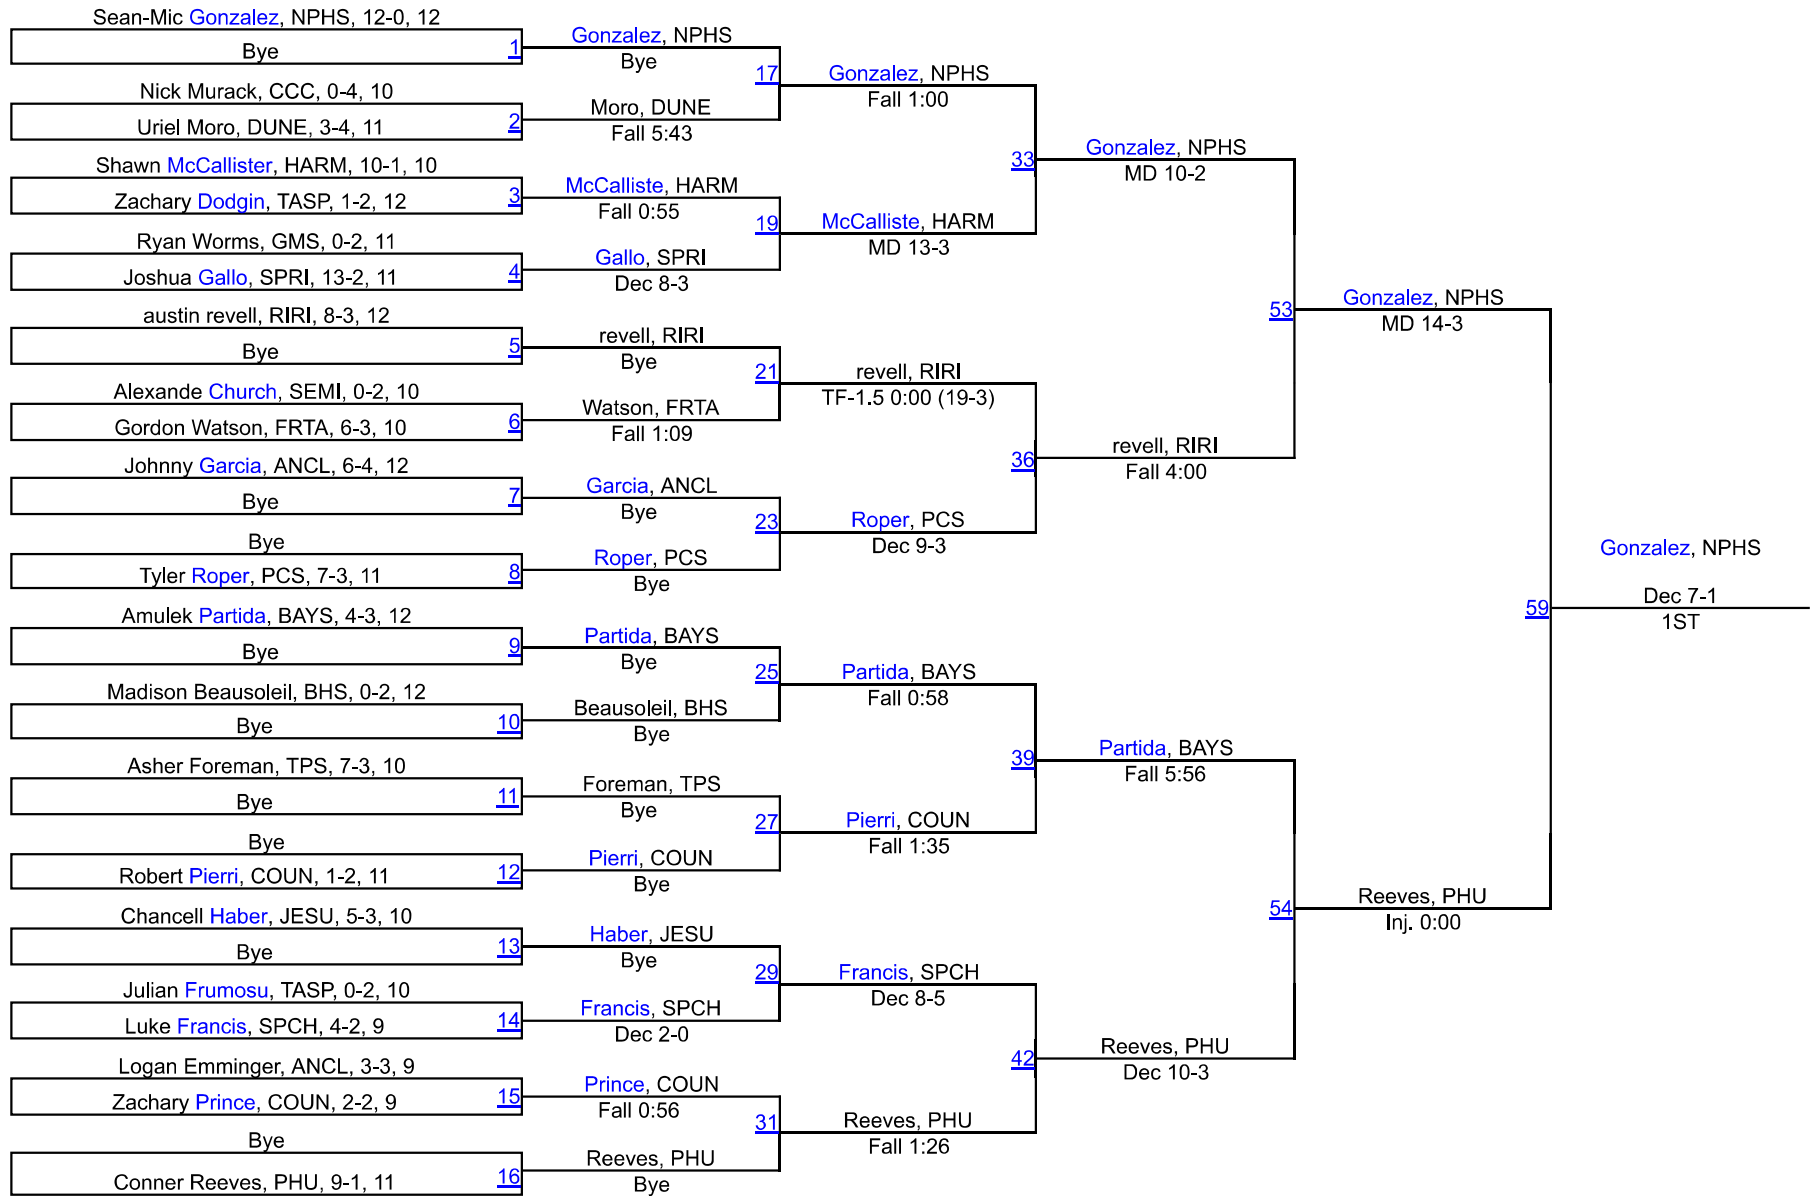 Sean-Mic Gonzalez, NPHS, 12-0, 12
Bye
1
Nick Murack, CCC, 0-4, 10
Uriel Moro, DUNE, 3-4, 11
2
Shawn McCallister, HARM, 10-1, 10
Zachary Dodgin, TASP, 1-2, 12
3
Ryan Worms, GMS, 0-2, 11
Joshua Gallo, SPRI, 13-2, 11
4
austin revell, RIRI, 8-3, 12
Bye
5
Alexande Church, SEMI, 0-2, 10
Gordon Watson, FRTA, 6-3, 10
6
Johnny Garcia, ANCL, 6-4, 12
Bye
7
Bye
Tyler Roper, PCS, 7-3, 11
8
Amulek Partida, BAYS, 4-3, 12
Bye
9
Madison Beausoleil, BHS, 0-2, 12
Bye
10
Asher Foreman, TPS, 7-3, 10
Bye
11
Bye
Robert Pierri, COUN, 1-2, 11
12
Chancell Haber, JESU, 5-3, 10
Bye
13
Julian Frumosu, TASP, 0-2, 10
Luke Francis, SPCH, 4-2, 9
14
Logan Emminger, ANCL, 3-3, 9
Zachary Prince, COUN, 2-2, 9
15
Bye
Conner Reeves, PHU, 9-1, 11
16
Gonzalez, NPHS
Bye
17
Moro, DUNE
Fall 5:43
McCalliste, HARM
Fall 0:55
19
Gallo, SPRI
Dec 8-3
revell, RIRI
Bye
21
Watson, FRTA
Fall 1:09
Garcia, ANCL
Bye
23
Roper, PCS
Bye
Partida, BAYS
Bye
25
Beausoleil, BHS
Bye
Foreman, TPS
Bye
27
Pierri, COUN
Bye
Haber, JESU
Bye
29
Francis, SPCH
Dec 2-0
Prince, COUN
Fall 0:56
31
Reeves, PHU
Bye
Gonzalez, NPHS
Fall 1:00
33
McCalliste, HARM
MD 13-3
revell, RIRI
TF-1.5 0:00 (19-3)
36
Roper, PCS
Dec 9-3
Partida, BAYS
Fall 0:58
39
Pierri, COUN
Fall 1:35
Francis, SPCH
Dec 8-5
42
Reeves, PHU
Fall 1:26
Gonzalez, NPHS
MD 10-2
53
revell, RIRI
Fall 4:00
Partida, BAYS
Fall 5:56
54
Reeves, PHU
Dec 10-3
Gonzalez, NPHS
MD 14-3
59
Reeves, PHU
Inj. 0:00
Gonzalez, NPHS
Dec 7-1
1ST